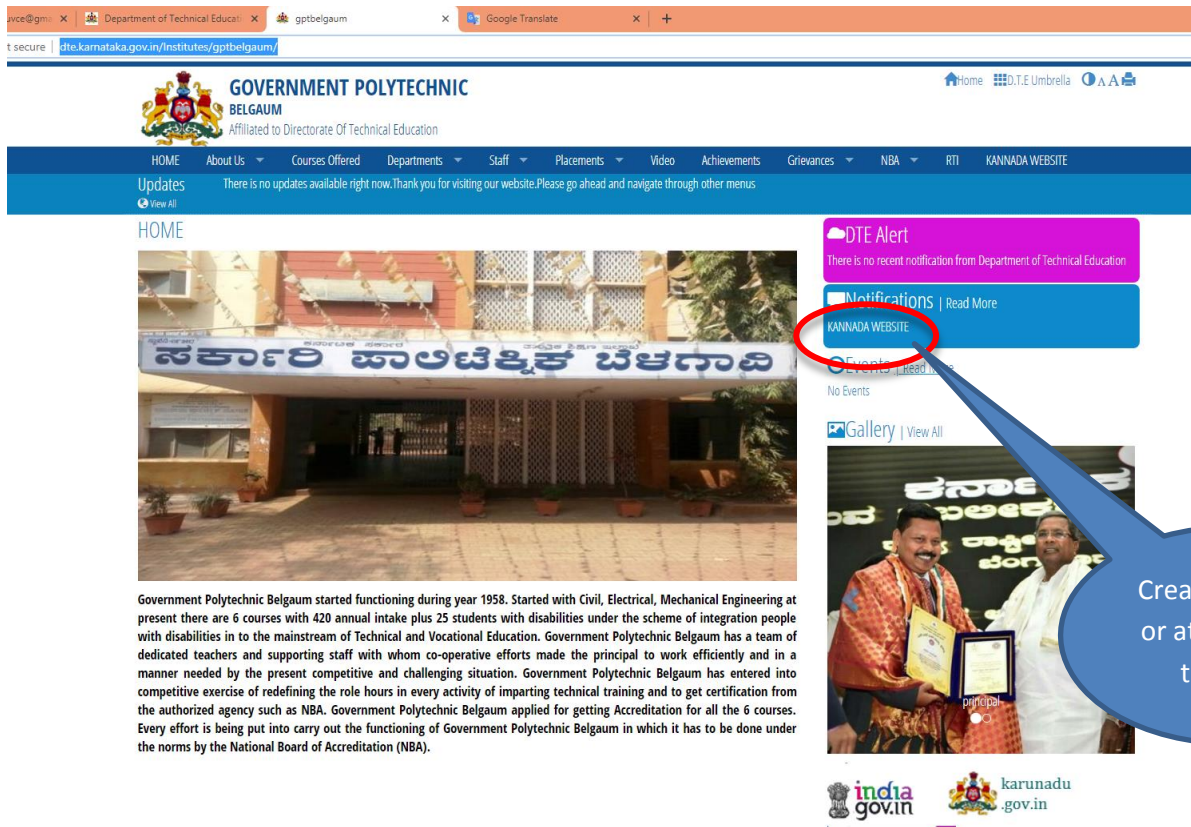 uvce@gma
Department of Technical Educati
gptbelgaum
Google Translate
t secure | dte.karnataka.gov.in/Institutes/gptbelgaum/
GOVERNMENT POLYTECHNIC
BELGAUM
Affiliated to Directorate Of Technical Education
Home D.T.E Umbrella A A
HOME About Us Courses Offered Departments Staff Placements Video Achievements Grievances NBA RTI KANNADA WEBSITE
Updates
There is no updates available right now.Thank you for visiting our website.Please go ahead and navigate through other menus
View All
HOME
ಸರ್ಕಾರಿ ಪಾಲಿಟೆಕ್ನಿಕ್ ಬೆಳಗಾವಿ
Government Polytechnic Belgaum started functioning during year 1958. Started with Civil, Electrical, Mechanical Engineering at
present there are 6 courses with 420 annual intake plus 25 students with disabilities under the scheme of integration people
with disabilities in to the mainstream of Technical and Vocational Education. Government Polytechnic Belgaum has a team of
dedicated teachers and supporting staff with whom co-operative efforts made the principal to work efficiently and in a
manner needed by the present competitive and challenging situation. Government Polytechnic Belgaum has entered into
competitive exercise of redefining the role hours in every activity of imparting technical training and to get certification from
the authorized agency such as NBA. Government Polytechnic Belgaum applied for getting Accreditation for all the 6 courses.
Every effort is being put into carry out the functioning of Government Polytechnic Belgaum in which it has to be done under
the norms by the National Board of Accreditation (NBA).
DTE Alert
There is no recent notification from Department of Technical Education
Notifications | Read More
KANNADA WEBSITE
Events | Read More
No Events
Gallery | View All
principal
Crea
or at
t
india
gov.in
karunadu
.gov.in